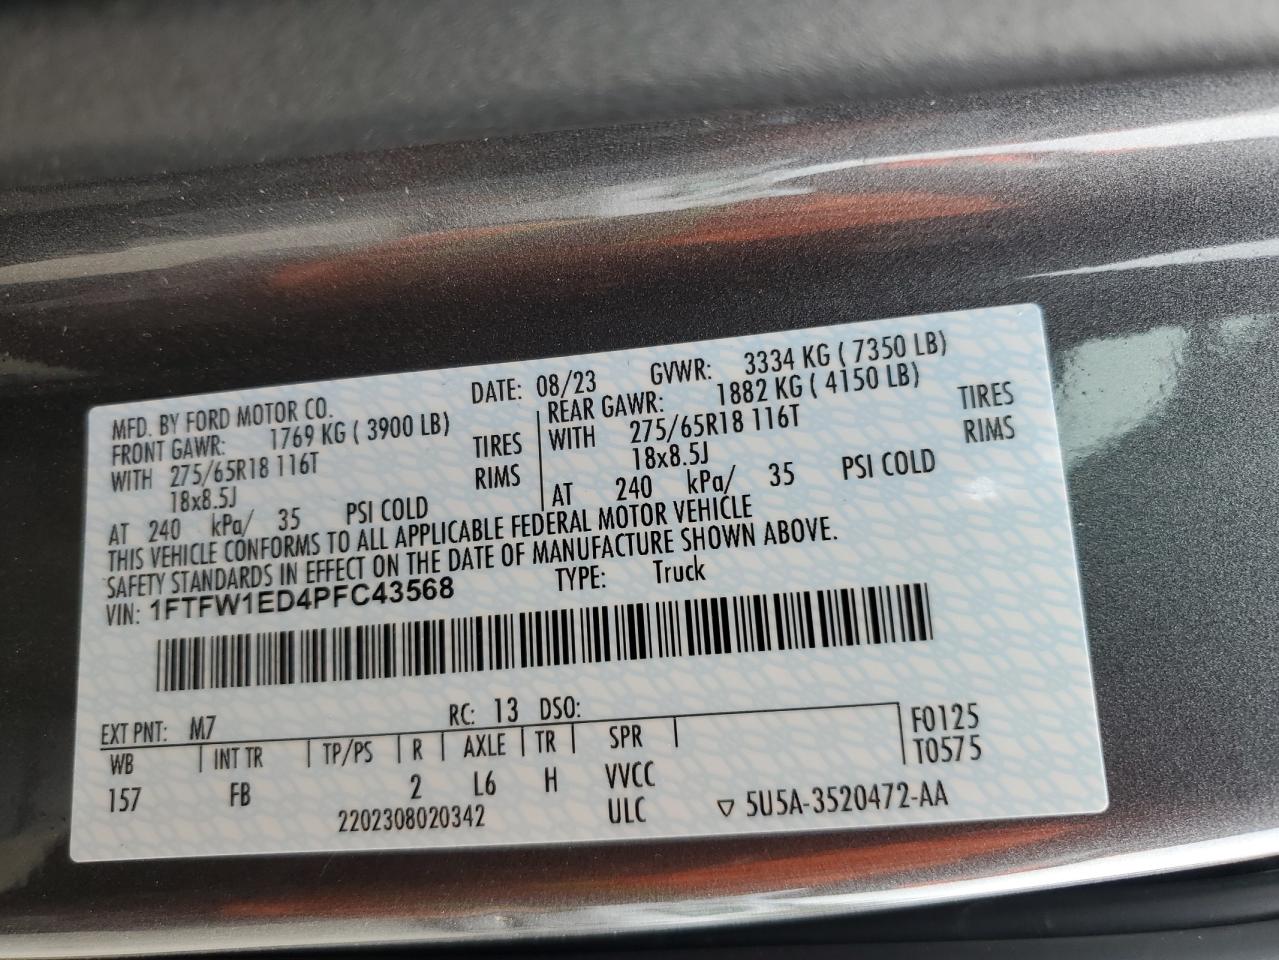 MFD. BY FORD MOTOR CO. DATE: 08/23 GVWR: 3334 KG ( 7350 LB)
FRONT GAWR: 1769 KG ( 3900 LB) REAR GAWR: 1882 KG ( 4150 LB)
WITH 275/65R18 116T TIRES WITH 275/65R18 116T TIRES
18x8.5J RIMS 18x8.5J RIMS
AT 240 kPa/ 35 PSI COLD AT 240 kPa/ 35 PSI COLD
THIS VEHICLE CONFORMS TO ALL APPLICABLE FEDERAL MOTOR VEHICLE
SAFETY STANDARDS IN EFFECT ON THE DATE OF MANUFACTURE SHOWN ABOVE.
VIN: 1FTFW1ED4PFC43568 TYPE: Truck
EXT PNT: M7 RC: 13 DSO: F0125
WB INT TR TP/PS R AXLE TR SPR T0575
157 FB 2 L6 H VVCC
2202308020342 ULC ▽ 5U5A-3520472-AA